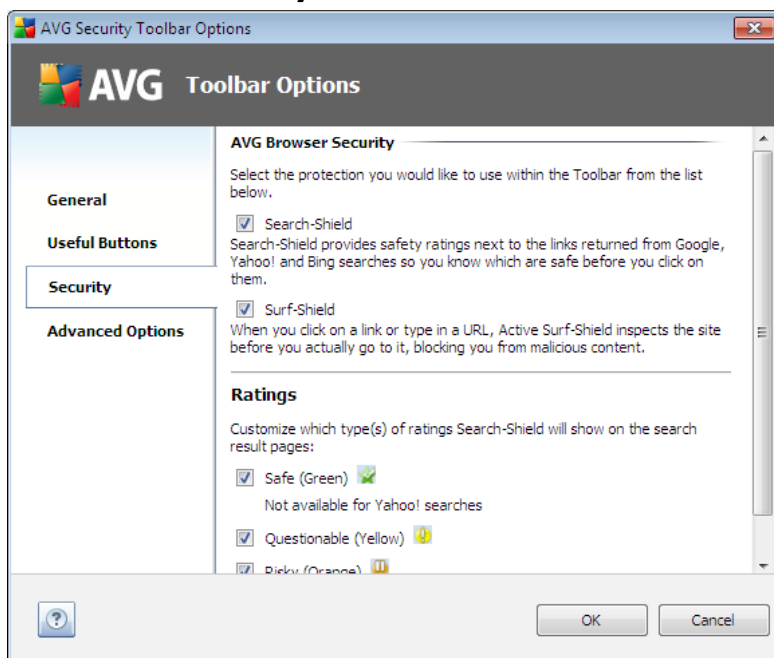 AVG Security Toolbar Options
AVG Toolbar Options
General
Useful Buttons
Security
Advanced Options
AVG Browser Security
Select the protection you would like to use within the Toolbar from the list
below.
Search-Shield
Search-Shield provides safety ratings next to the links returned from Google,
Yahoo! and Bing searches so you know which are safe before you click on
them.
Surf-Shield
When you click on a link or type in a URL, Active Surf-Shield inspects the site
before you actually go to it, blocking you from malicious content.
Ratings
Customize which type(s) of ratings Search-Shield will show on the search
result pages:
Safe (Green)
Not available for Yahoo! searches
Questionable (Yellow)
Risky (Orange)
?
OK
Cancel